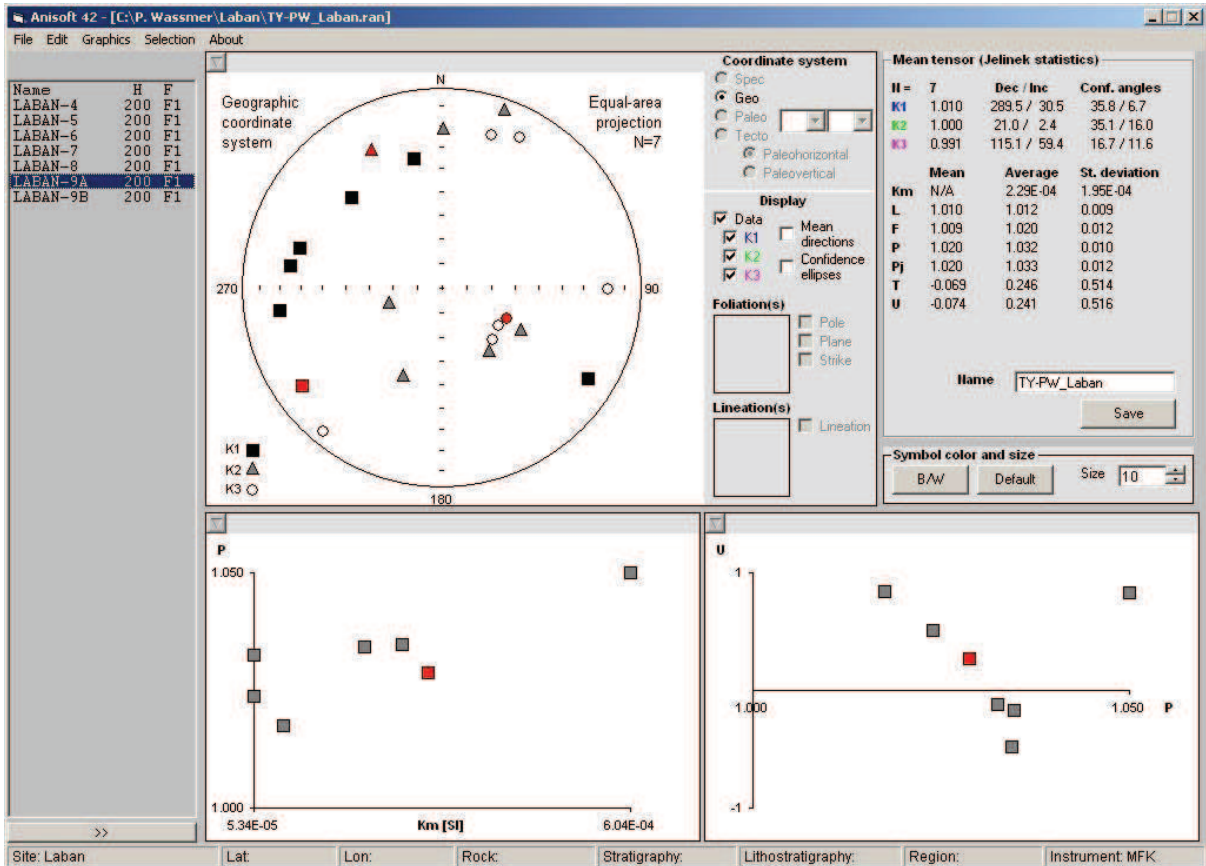 Anisoft 42 - [C:\P. Wassmer\Laban\TY-PW_Laban.ran]
File Edit Graphics Selection About
Name H F
LABAN-4 200 F1
LABAN-5 200 F1
LABAN-6 200 F1
LABAN-7 200 F1
LABAN-8 200 F1
LABAN-9A 200 F1
LABAN-9B 200 F1
>>
Geographic
coordinate
system
N
Equal-area
projection
N=7
270
90
180
K1
K2
K3
Coordinate system
Spec
Geo
Paleo
Tecto
Paleohorizontal
Paleovertical
Display
Data
K1
K2
K3
Mean
directions
Confidence
ellipses
Foliation(s)
Pole
Plane
Strike
Lineation(s)
Lineation
Mean tensor (Jelinek statistics)
N = 7 Dec / Inc Conf. angles
K1 1.010 289.5 / 30.5 35.8 / 6.7
K2 1.000 21.0 / 2.4 35.1 / 16.0
K3 0.991 115.1 / 59.4 16.7 / 11.6
Mean Average St. deviation
Km N/A 2.29E-04 1.95E-04
L 1.010 1.012 0.009
F 1.009 1.020 0.012
P 1.020 1.032 0.010
Pj 1.020 1.033 0.012
T -0.069 0.246 0.514
U -0.074 0.241 0.516
Name TY-PW_Laban
Save
Symbol color and size
B/W Default Size 10
P
1.050
1.000
5.34E-05 Km [SI] 6.04E-04
U
1
1.000 1.050 P
-1
Site: Laban Lat: Lon: Rock: Stratigraphy: Lithostratigraphy: Region: Instrument: MFK